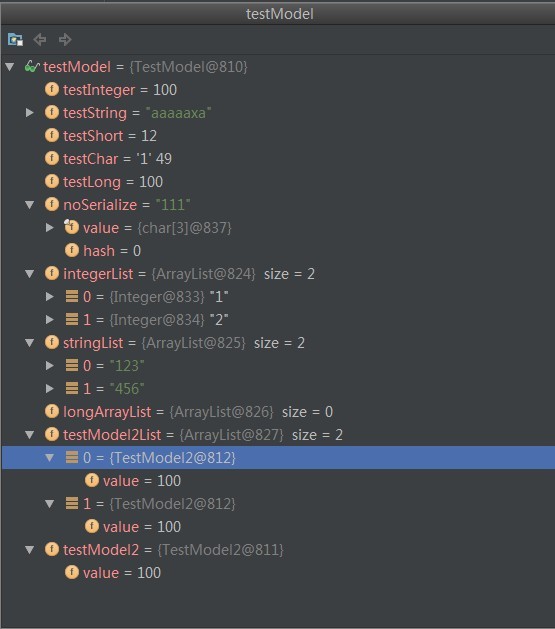 testModel
testModel = {TestModel@810}
testInteger = 100
testString = "aaaaaxa"
testShort = 12
testChar = '1' 49
testLong = 100
noSerialize = "111"
value = {char[3]@837}
hash = 0
integerList = {ArrayList@824} size = 2
0 = {Integer@833} "1"
1 = {Integer@834} "2"
stringList = {ArrayList@825} size = 2
0 = "123"
1 = "456"
longArrayList = {ArrayList@826} size = 0
testModel2List = {ArrayList@827} size = 2
0 = {TestModel2@812}
value = 100
1 = {TestModel2@812}
value = 100
testModel2 = {TestModel2@811}
value = 100